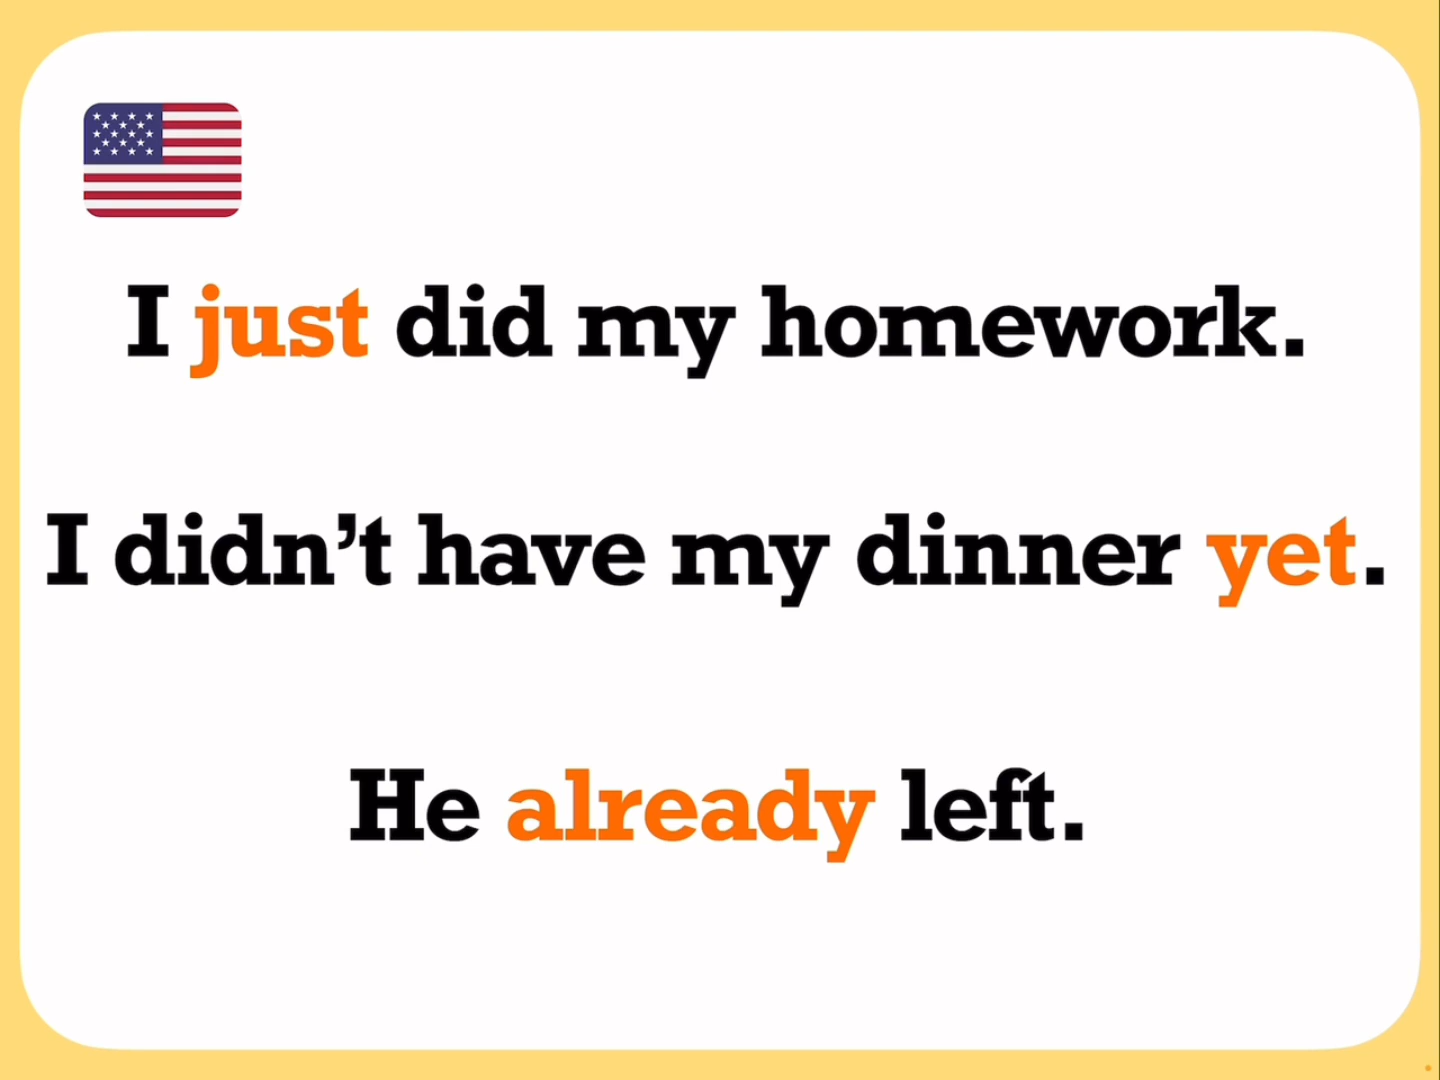 I just did my homework.
I didn’t have my dinner yet.
He already left.